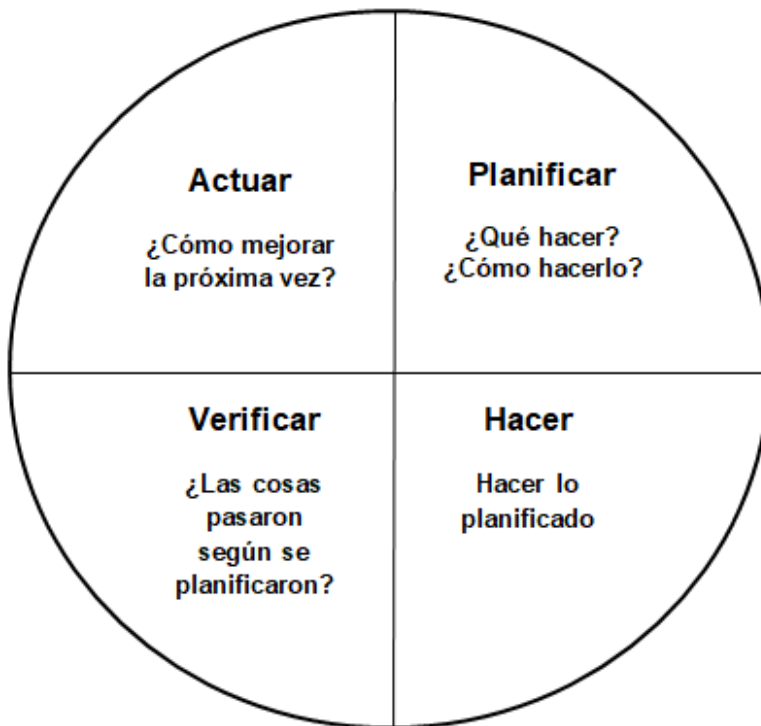 Actuar
¿Cómo mejorar
la próxima vez?
Planificar
¿Qué hacer?
¿Cómo hacerlo?
Verificar
¿Las cosas
pasaron
según se
planificaron?
Hacer
Hacer lo
planificado